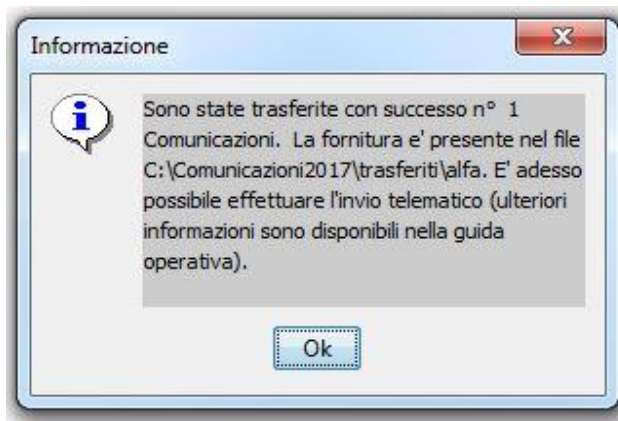 Informazione
Sono state trasferite con successo n° 1
Comunicazioni. La fornitura e' presente nel file
C:\Comunicazioni2017\trasferiti\alfa. E' adesso
possibile effettuare l'invio telematico (ulteriori
informazioni sono disponibili nella guida
operativa).
Ok